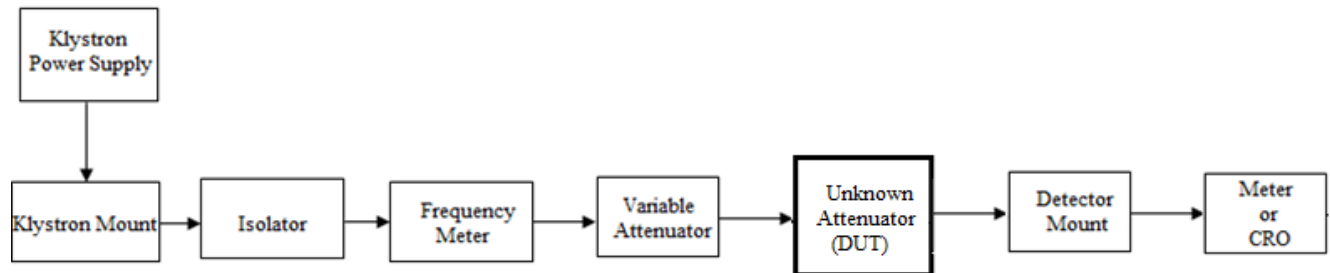 Klystron
Power Supply
Klystron Mount
Isolator
Frequency
Meter
Variable
Attenuator
Unknown
Attenuator
(DUT)
Detector
Mount
Meter
or
CRO